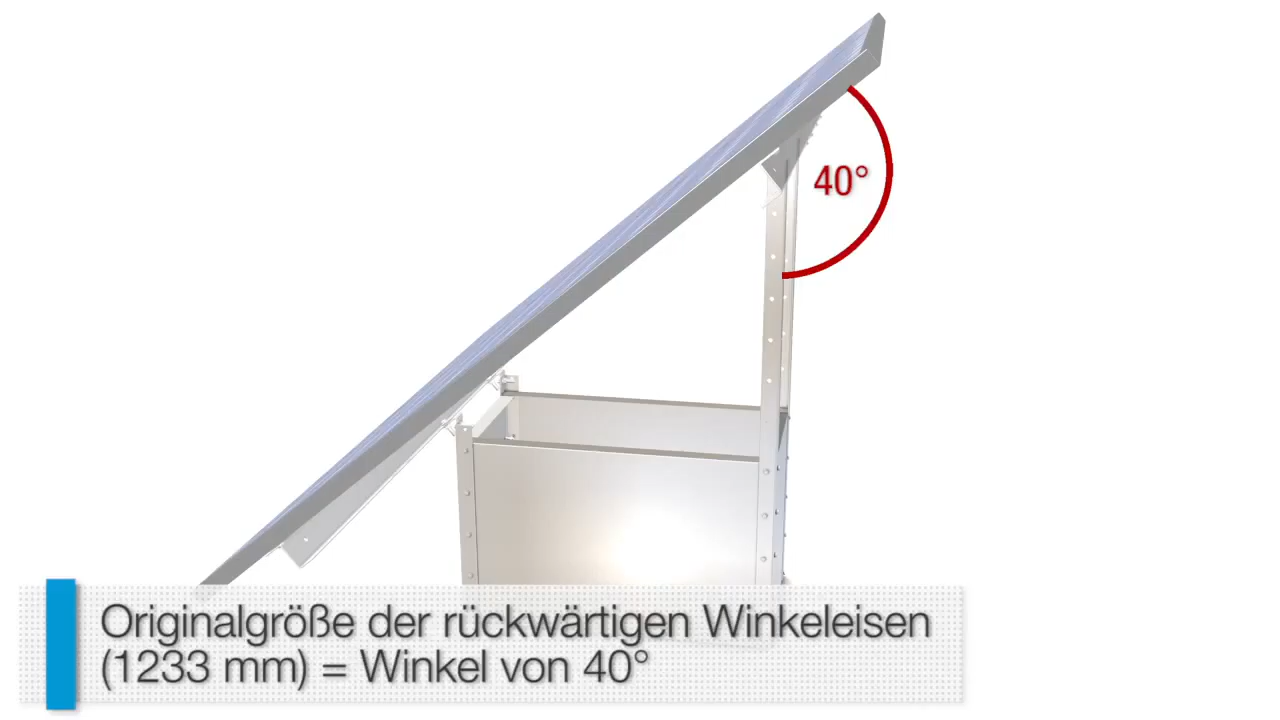 40°
Originalgröße der rückwärtigen Winkeleisen
(1233 mm) = Winkel von 40°